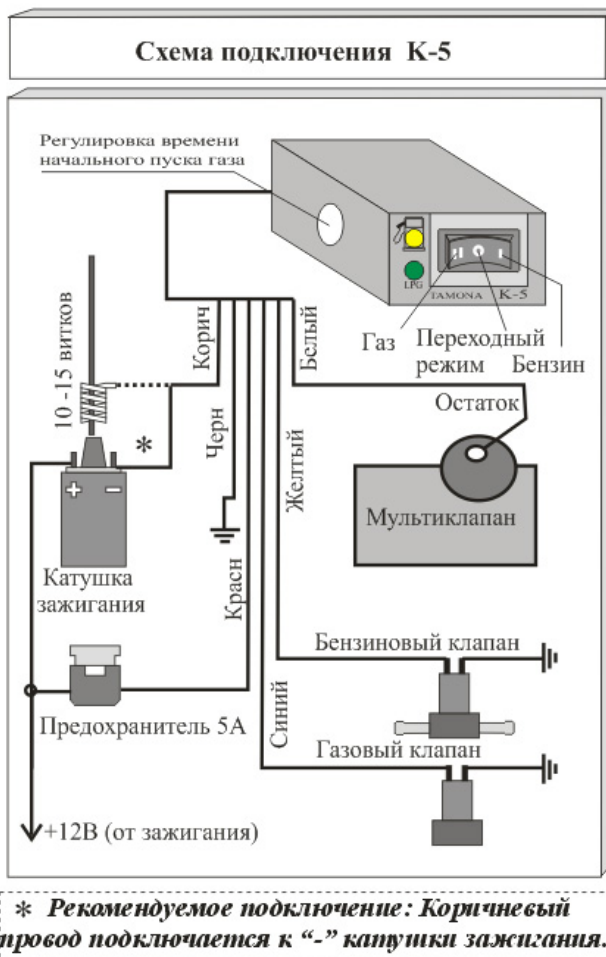 Схема подключения К-5
Регулировка времени
начального пуска газа
LPG
TAMONA K-5
Газ
Переходный
режим
Бензин
10 -15 витков
Корич
Черн
Красн
Синий
Желтый
Белый
Остаток
Мультиклапан
*
+ -
Катушка
зажигания
Бензиновый клапан
Предохранитель 5А
Газовый клапан
+12В (от зажигания)
* Рекомендуемое подключение: Коричневый
провод подключается к “-” катушки зажигания.